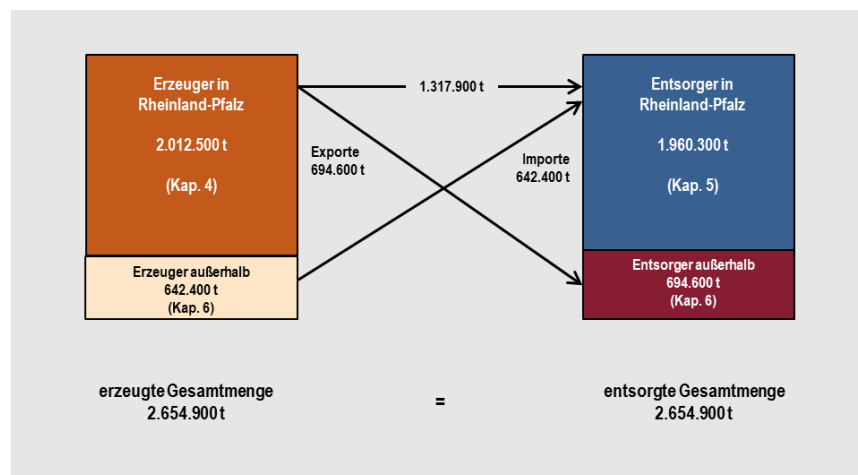 Erzeuger in
Rheinland-Pfalz
2.012.500 t
(Kap. 4)
Erzeuger außerhalb
642.400 t
(Kap. 6)
1.317.900 t
Exporte
694.600 t
Importe
642.400 t
Entsorger in
Rheinland-Pfalz
1.960.300 t
(Kap. 5)
Entsorger außerhalb
694.600 t
(Kap. 6)
erzeugte Gesamtmenge
2.654.900 t
=
entsorgte Gesamtmenge
2.654.900 t